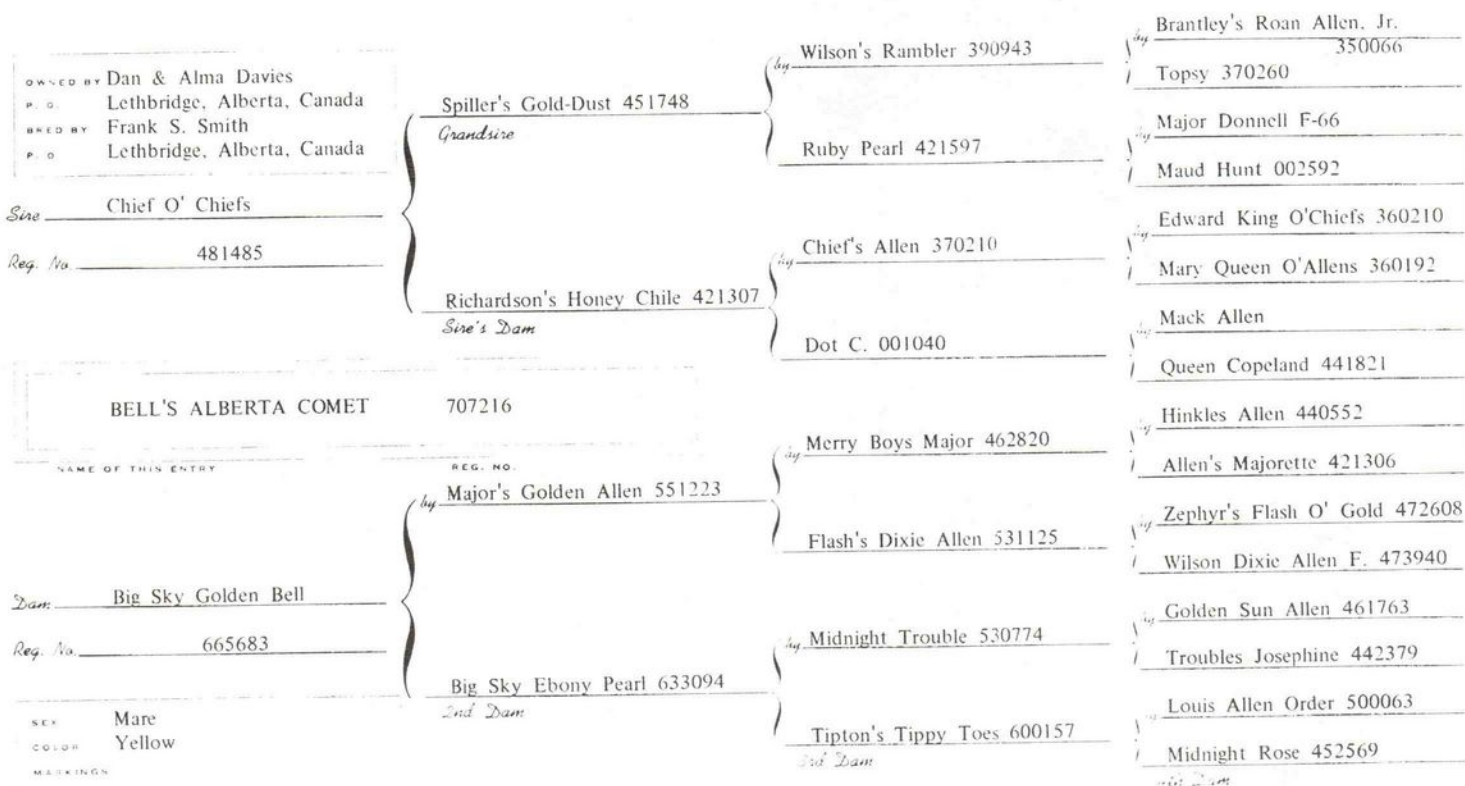 OWNED BY Dan & Alma Davies
P. O. Lethbridge, Alberta, Canada
BRED BY Frank S. Smith
P. O. Lethbridge, Alberta, Canada
Sire Chief O' Chiefs
Reg. No. 481485
Spiller's Gold-Dust 451748
Grandsire
Richardson's Honey Chile 421307
Sire's Dam
by Wilson's Rambler 390943
Ruby Pearl 421597
by Chief's Allen 370210
Dot C. 001040
by Brantley's Roan Allen, Jr.
350066
Topsy 370260
by Major Donnell F-66
Maud Hunt 002592
by Edward King O'Chiefs 360210
Mary Queen O'Allens 360192
by Mack Allen
Queen Copeland 441821
BELL'S ALBERTA COMET 707216
NAME OF THIS ENTRY REG. NO.
Dam Big Sky Golden Bell
Reg. No. 665683
by Major's Golden Allen 551223
Big Sky Ebony Pearl 633094
2nd Dam
by Merry Boys Major 462820
Flash's Dixie Allen 531125
by Midnight Trouble 530774
Tipton's Tippy Toes 600157
3rd Dam
by Hinkles Allen 440552
Allen's Majorette 421306
by Zephyr's Flash O' Gold 472608
Wilson Dixie Allen F. 473940
by Golden Sun Allen 461763
Troubles Josephine 442379
by Louis Allen Order 500063
Midnight Rose 452569
4th Dam
SEX Mare
COLOR Yellow
MARKINGS